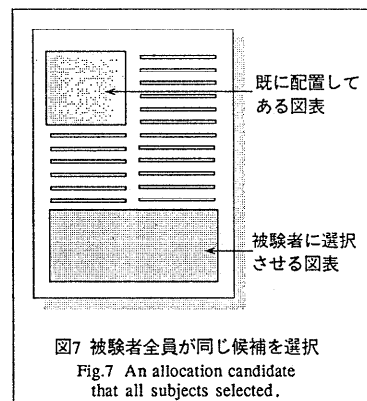 既に配置して
ある図表
被験者に選択
させる図表
図7 被験者全員が同じ候補を選択
Fig.7 An allocation candidate
that all subjects selected.